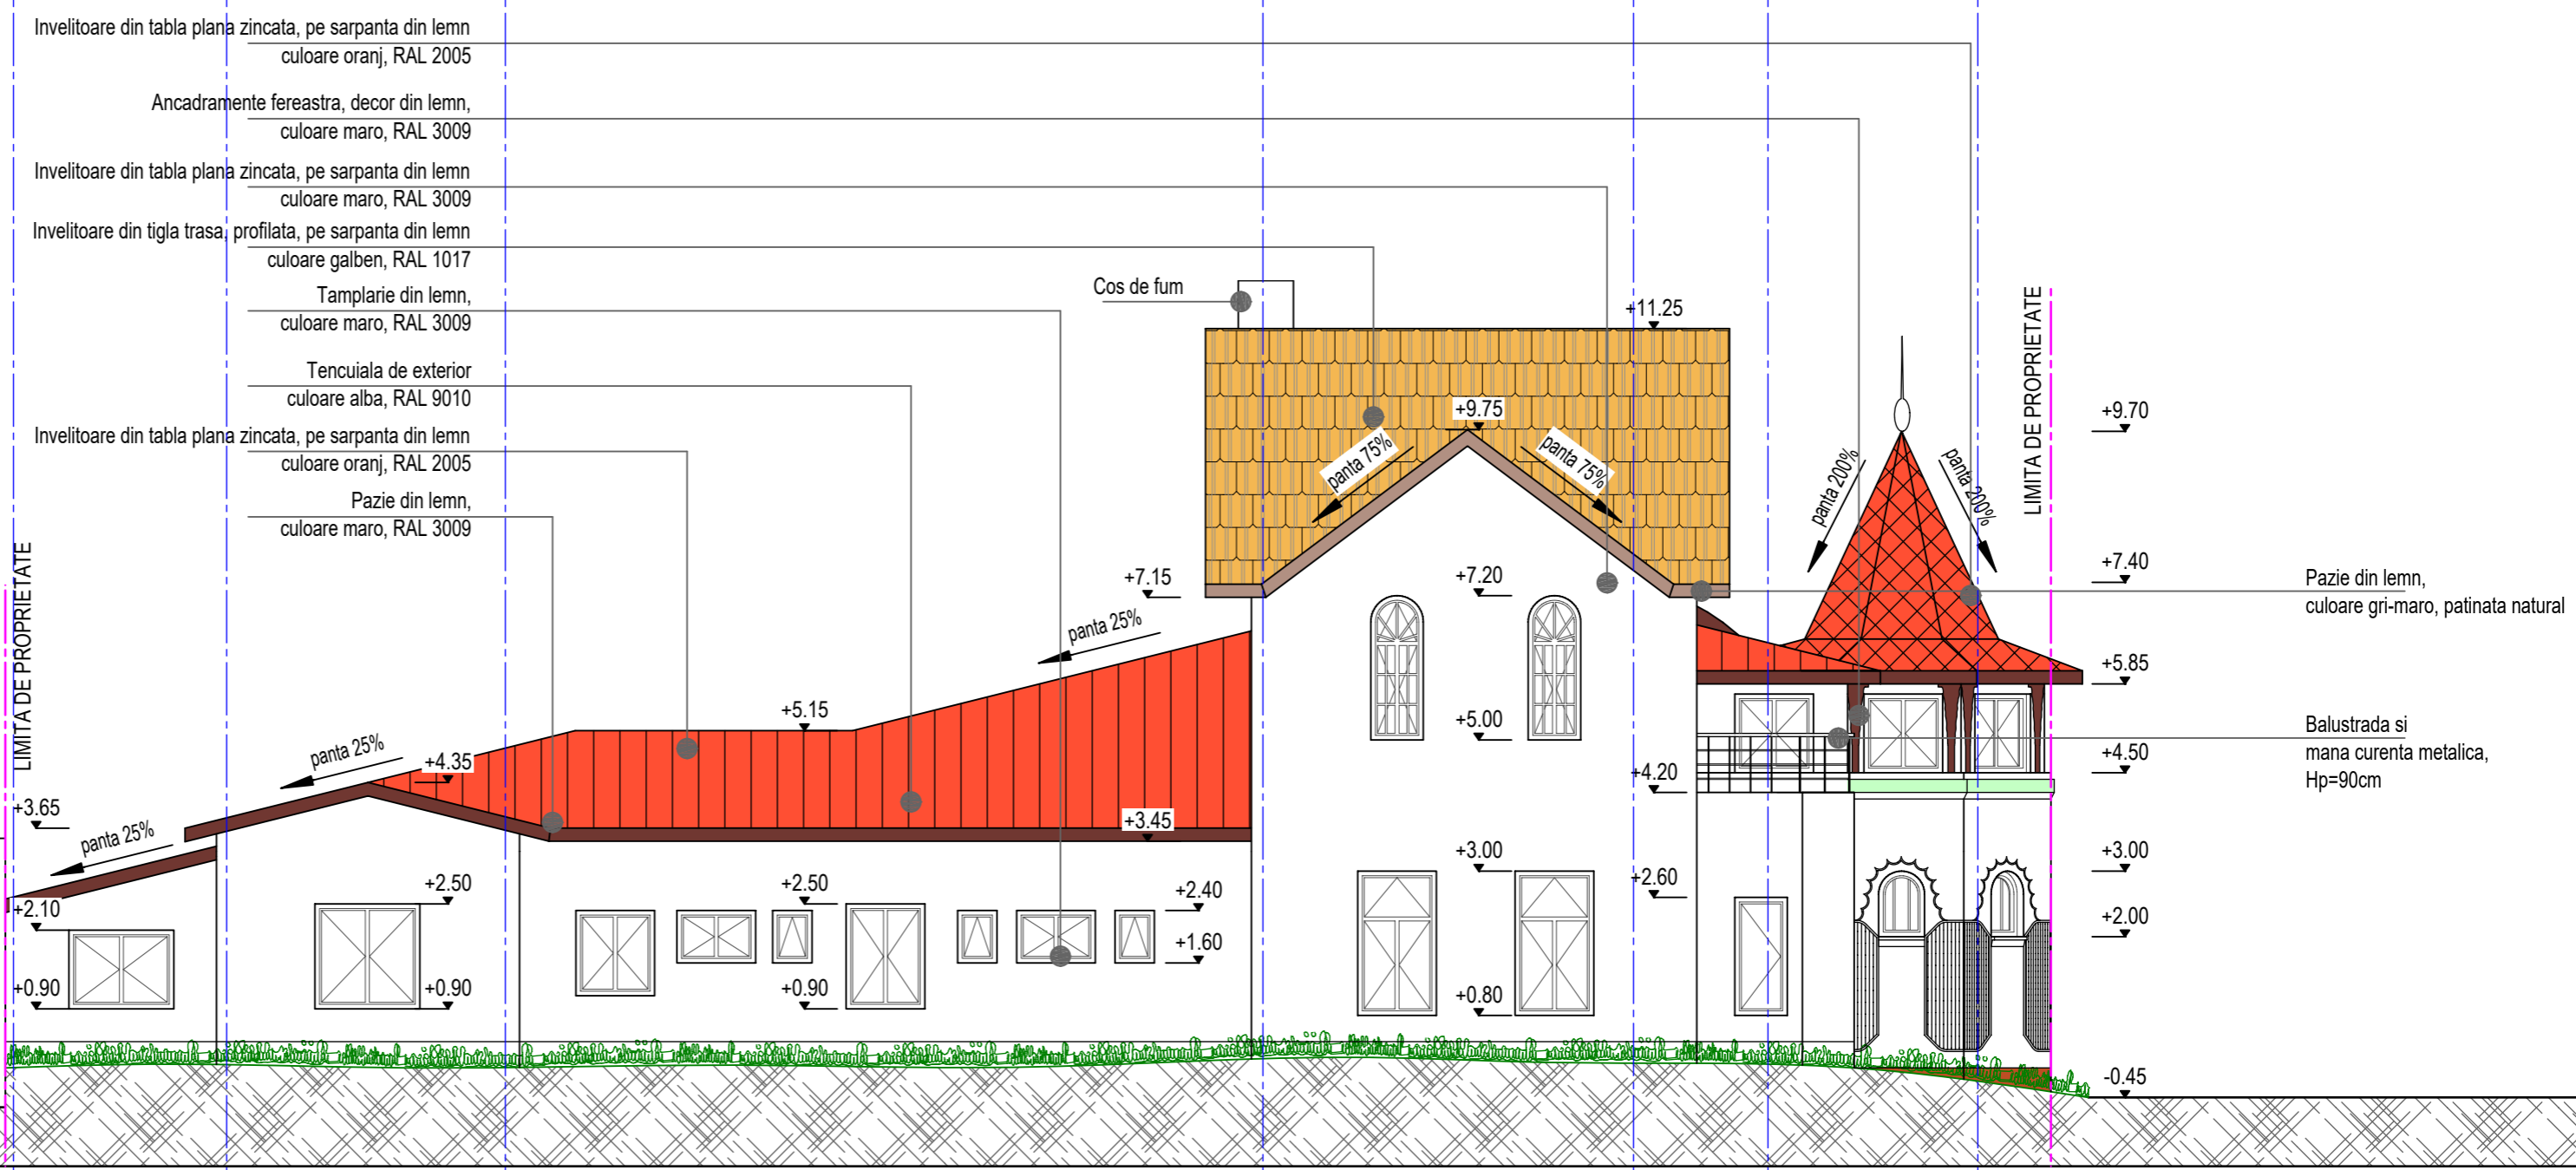 Invelitoare din tabla plana zincata, pe sarpanta din lemn
culoare oranj, RAL 2005
Ancadramente fereastra, decor din lemn,
culoare maro, RAL 3009
Invelitoare din tabla plana zincata, pe sarpanta din lemn
culoare maro, RAL 3009
Invelitoare din tigla trasa, profilata, pe sarpanta din lemn
culoare galben, RAL 1017
Tamplarie din lemn,
culoare maro, RAL 3009
Tencuiala de exterior
culoare alba, RAL 9010
Invelitoare din tabla plana zincata, pe sarpanta din lemn
culoare oranj, RAL 2005
Pazie din lemn,
culoare maro, RAL 3009
LIMITA DE PROPRIETATE
+3.65
panta 25%
+2.10
+0.90
panta 25%
+4.35
+2.50
+0.90
+5.15
+2.50
+0.90
panta 25%
+3.45
+2.40
+1.60
Cos de fum
+7.15
+11.25
+9.75
panta 75%
panta 75%
+7.20
+5.00
+3.00
+0.80
+4.20
+2.60
panta 200%
panta 200%
LIMITA DE PROPRIETATE
+9.70
+7.40
+5.85
+4.50
+3.00
+2.00
-0.45
Pazie din lemn,
culoare gri-maro, patinata natural
Balustrada si
mana curenta metalica,
Hp=90cm